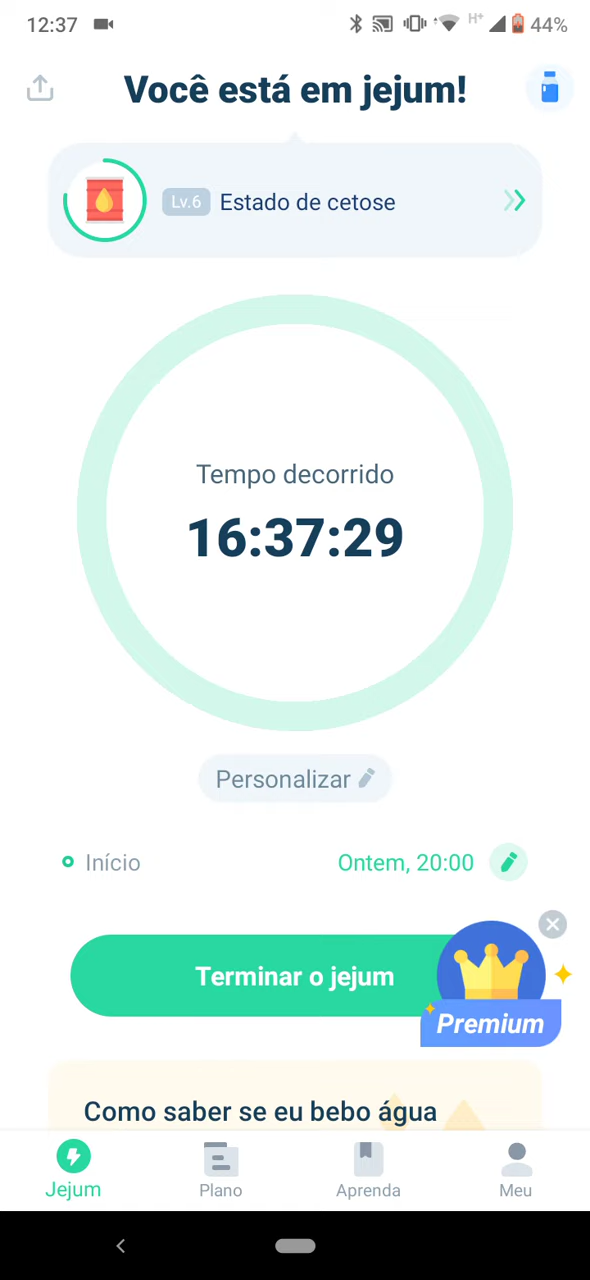 12:37
H+
44%
Você está em jejum!
Lv.6 Estado de cetose
Tempo decorrido
16:37:29
Personalizar
Início
Ontem, 20:00
Terminar o jejum
Premium
Como saber se eu bebo água
Jejum
Plano
Aprenda
Meu